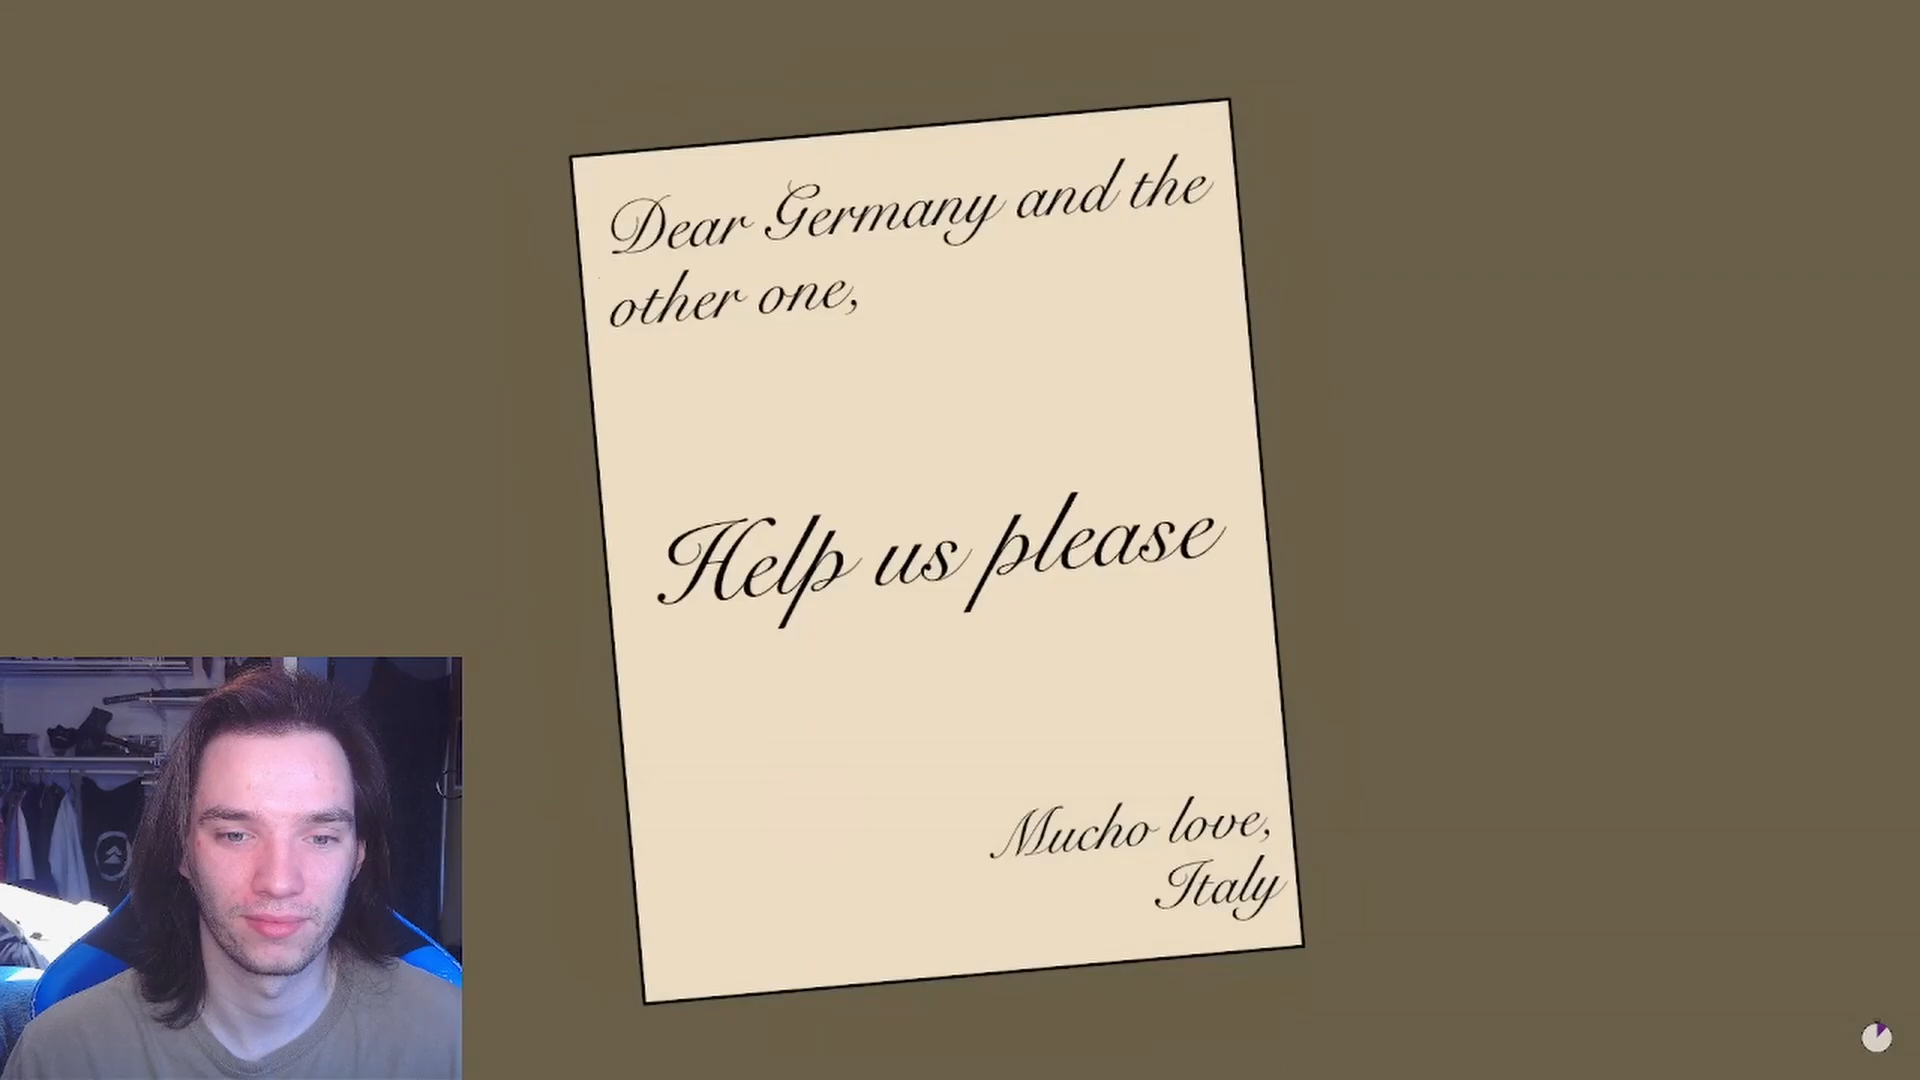 Dear Germany and the
other one,
Help us please
Mucho love,
Italy